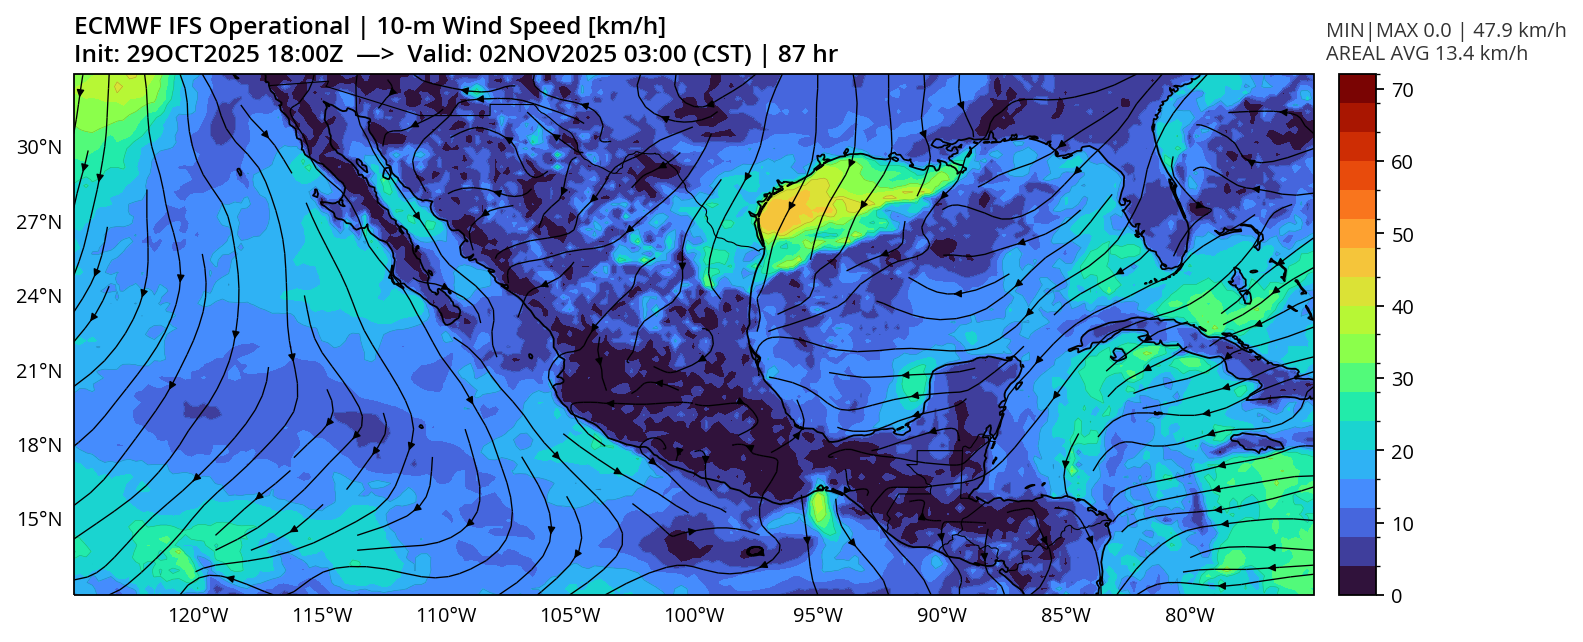 ECMWF IFS Operational | 10-m Wind Speed [km/h]
Init: 29OCT2025 18:00Z —> Valid: 02NOV2025 03:00 (CST) | 87 hr
MIN|MAX 0.0 | 47.9 km/h
AREAL AVG 13.4 km/h
30°N
27°N
24°N
21°N
18°N
15°N
120°W
115°W
110°W
105°W
100°W
95°W
90°W
85°W
80°W
70
60
50
40
30
20
10
0